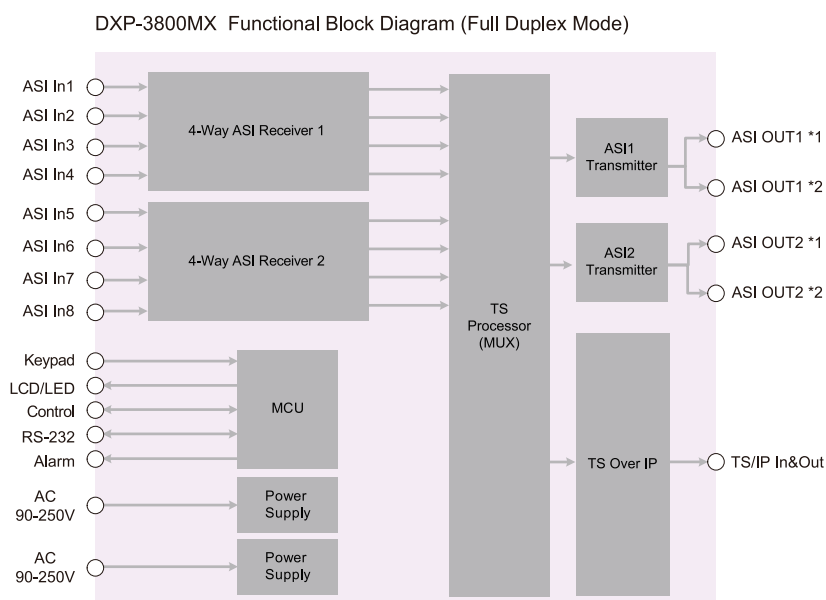 DXP-3800MX Functional Block Diagram (Full Duplex Mode)
ASI In1
ASI In2
ASI In3
ASI In4
4-Way ASI Receiver 1
ASI In5
ASI In6
ASI In7
ASI In8
4-Way ASI Receiver 2
Keypad
LCD/LED
Control
RS-232
Alarm
MCU
AC
90-250V
Power
Supply
AC
90-250V
Power
Supply
TS
Processor
(MUX)
ASI1
Transmitter
ASI OUT1 *1
ASI OUT1 *2
ASI2
Transmitter
ASI OUT2 *1
ASI OUT2 *2
TS Over IP
TS/IP In&Out